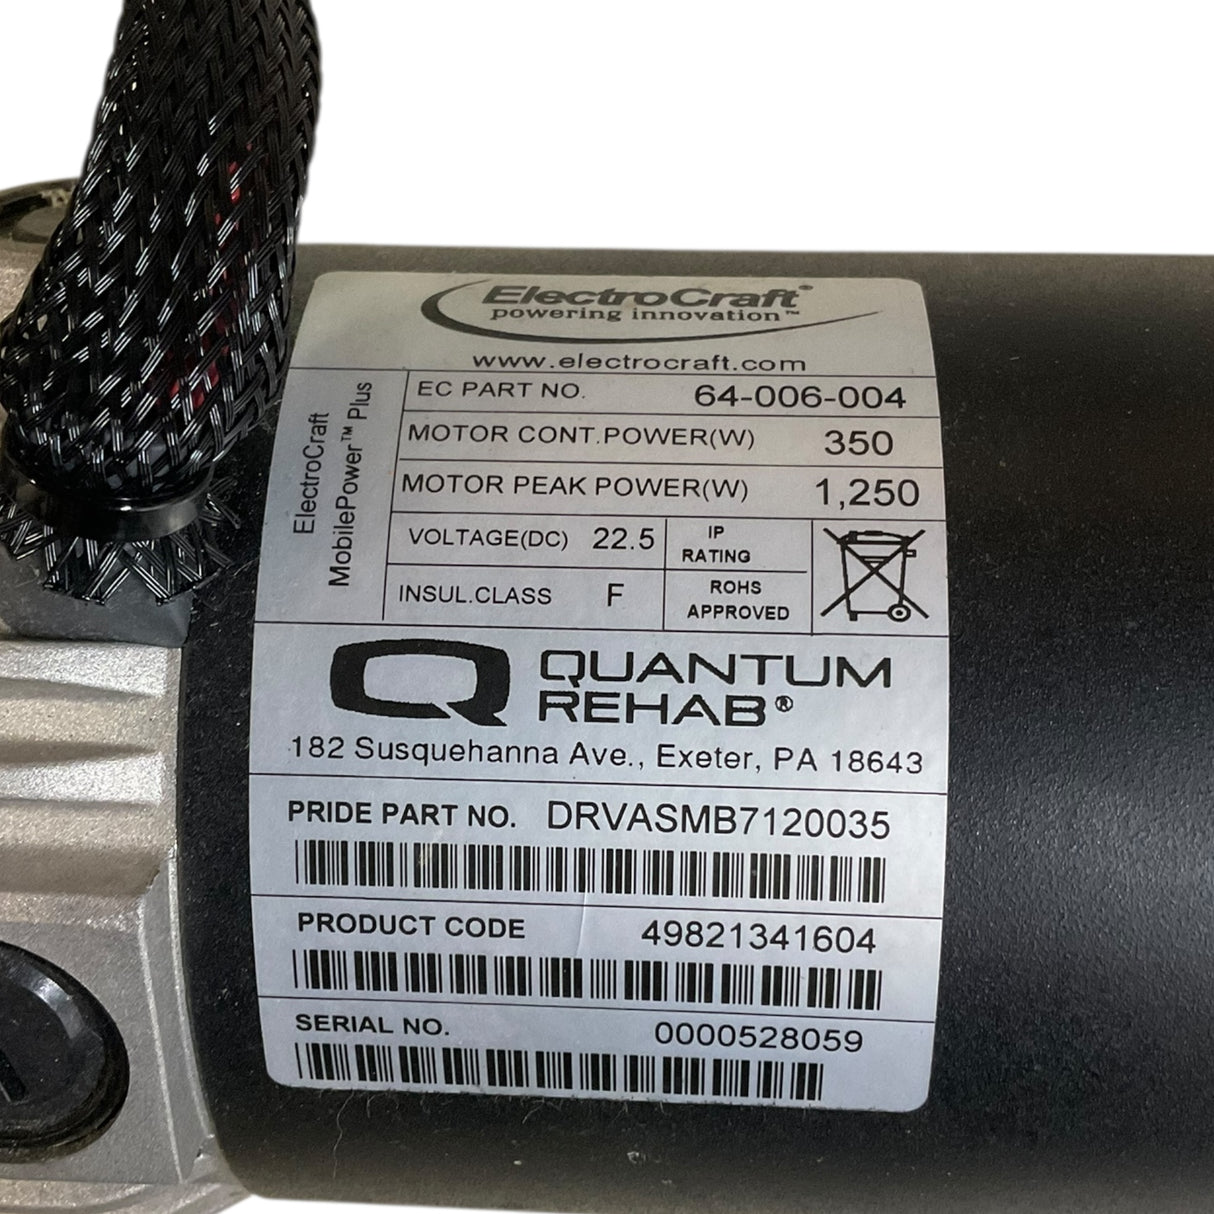 ElectroCraft®
powering innovation™
www.electrocraft.com
ElectroCraft
MobilePower™ Plus
EC PART NO. 64-006-004
MOTOR CONT.POWER(W) 350
MOTOR PEAK POWER(W) 1,250
VOLTAGE(DC) 22.5
IP
RATING
INSUL.CLASS F
ROHS
APPROVED
QUANTUM
REHAB®
182 Susquehanna Ave., Exeter, PA 18643
PRIDE PART NO. DRVASMB7120035
PRODUCT CODE 49821341604
SERIAL NO. 0000528059